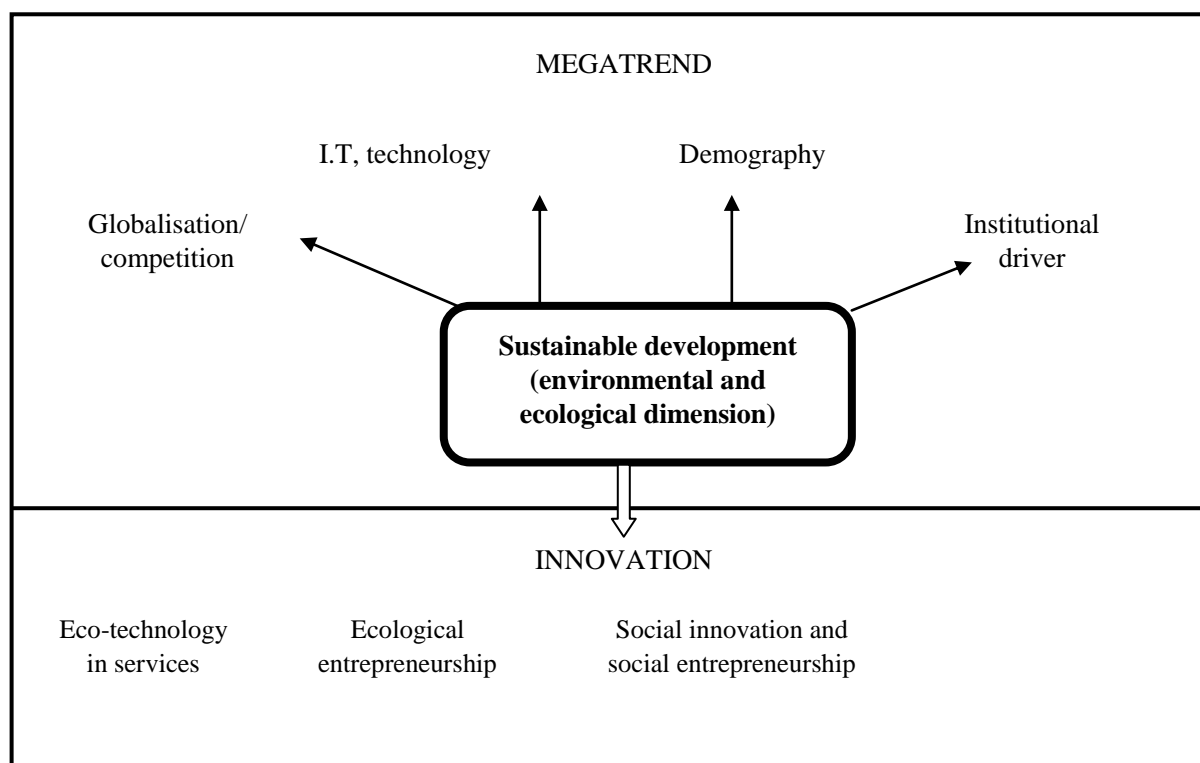 MEGATREND
I.T, technology
Demography
Globalisation/
competition
Institutional
driver
Sustainable development
(environmental and
ecological dimension)
INNOVATION
Eco-technology
in services
Ecological
entrepreneurship
Social innovation and
social entrepreneurship